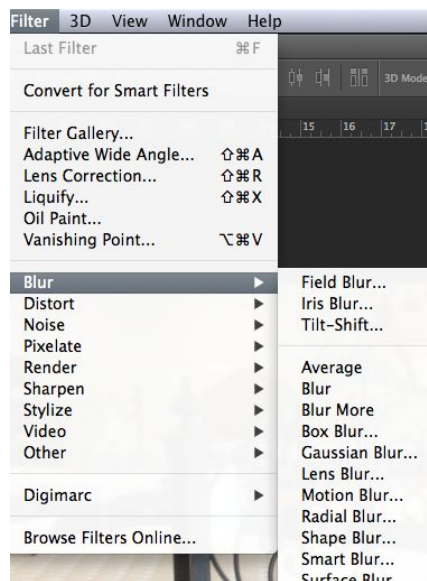 Filter 3D View Window Help
Last Filter ⌘F
Convert for Smart Filters
Filter Gallery...
Adaptive Wide Angle... ⇧⌘A
Lens Correction... ⇧⌘R
Liquify... ⇧⌘X
Oil Paint...
Vanishing Point... ⌥⌘V
Blur
Distort
Noise
Pixelate
Render
Sharpen
Stylize
Video
Other
Digimarc
Browse Filters Online...
3D Mode
15 16 17
Field Blur...
Iris Blur...
Tilt-Shift...
Average
Blur
Blur More
Box Blur...
Gaussian Blur...
Lens Blur...
Motion Blur...
Radial Blur...
Shape Blur...
Smart Blur...
Surface Blur...